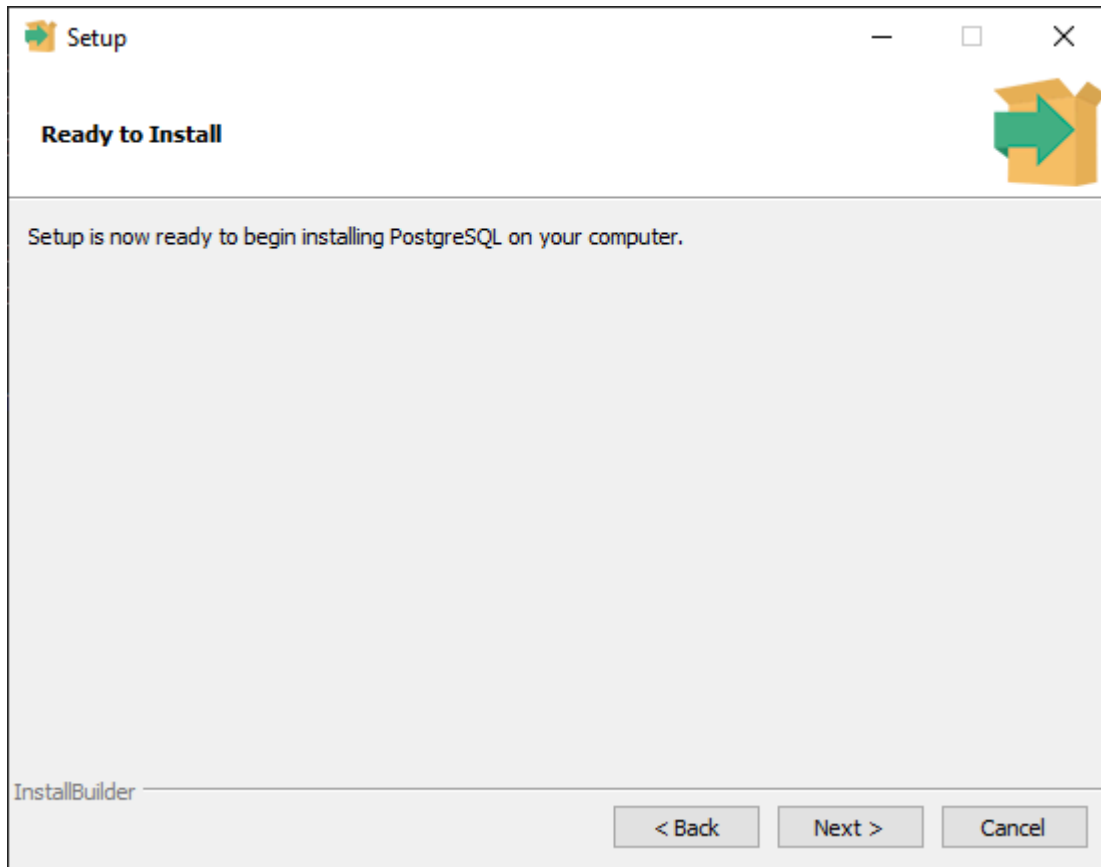 Setup
Ready to Install
Setup is now ready to begin installing PostgreSQL on your computer.
InstallBuilder
< Back
Next >
Cancel